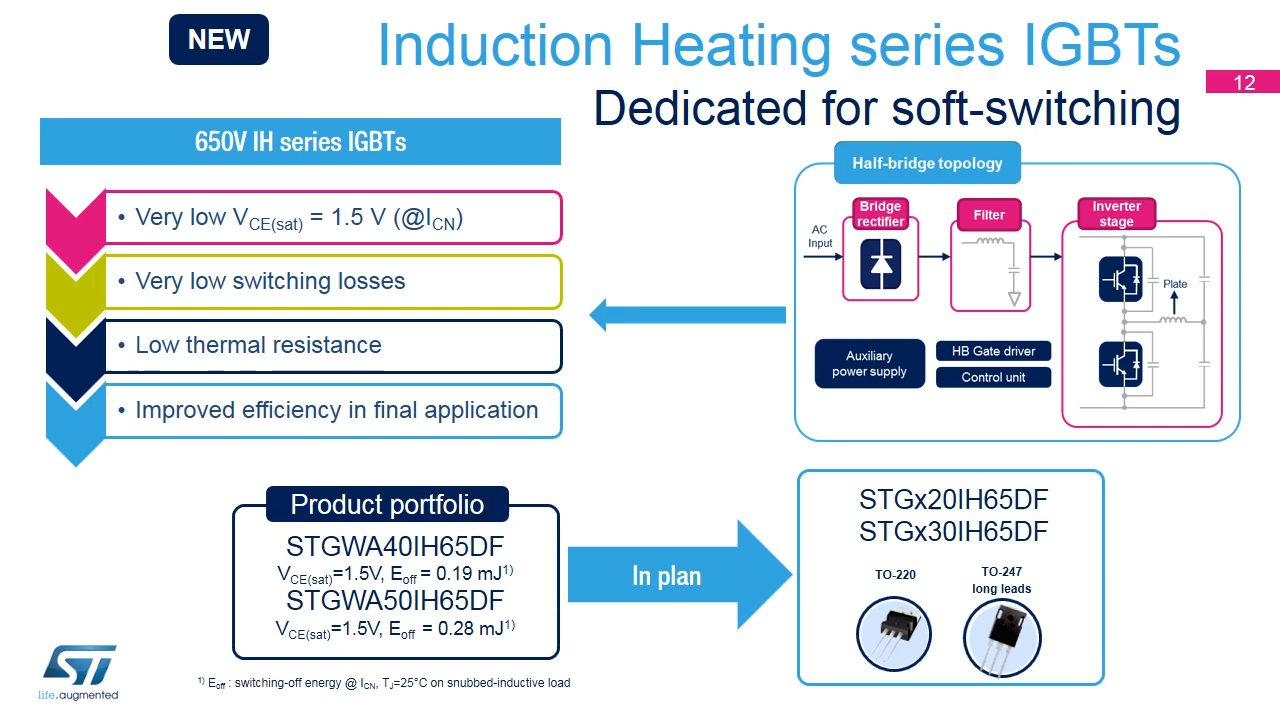 NEW
Induction Heating series IGBTs
12
Dedicated for soft-switching
650V IH series IGBTs
• Very low VCE(sat) = 1.5 V (@ICN)
• Very low switching losses
• Low thermal resistance
• Improved efficiency in final application
Half-bridge topology
AC
Input
Bridge
rectifier
Filter
Inverter
stage
Plate
Auxiliary
power supply
HB Gate driver
Control unit
Product portfolio
STGWA40IH65DF
VCE(sat)=1.5V, Eoff = 0.19 mJ1)
STGWA50IH65DF
VCE(sat)=1.5V, Eoff = 0.28 mJ1)
In plan
STGx20IH65DF
STGx30IH65DF
TO-220
TO-247
long leads
ST
life.augmented
1) Eoff : switching-off energy @ ICN, TJ=25°C on snubbed-inductive load